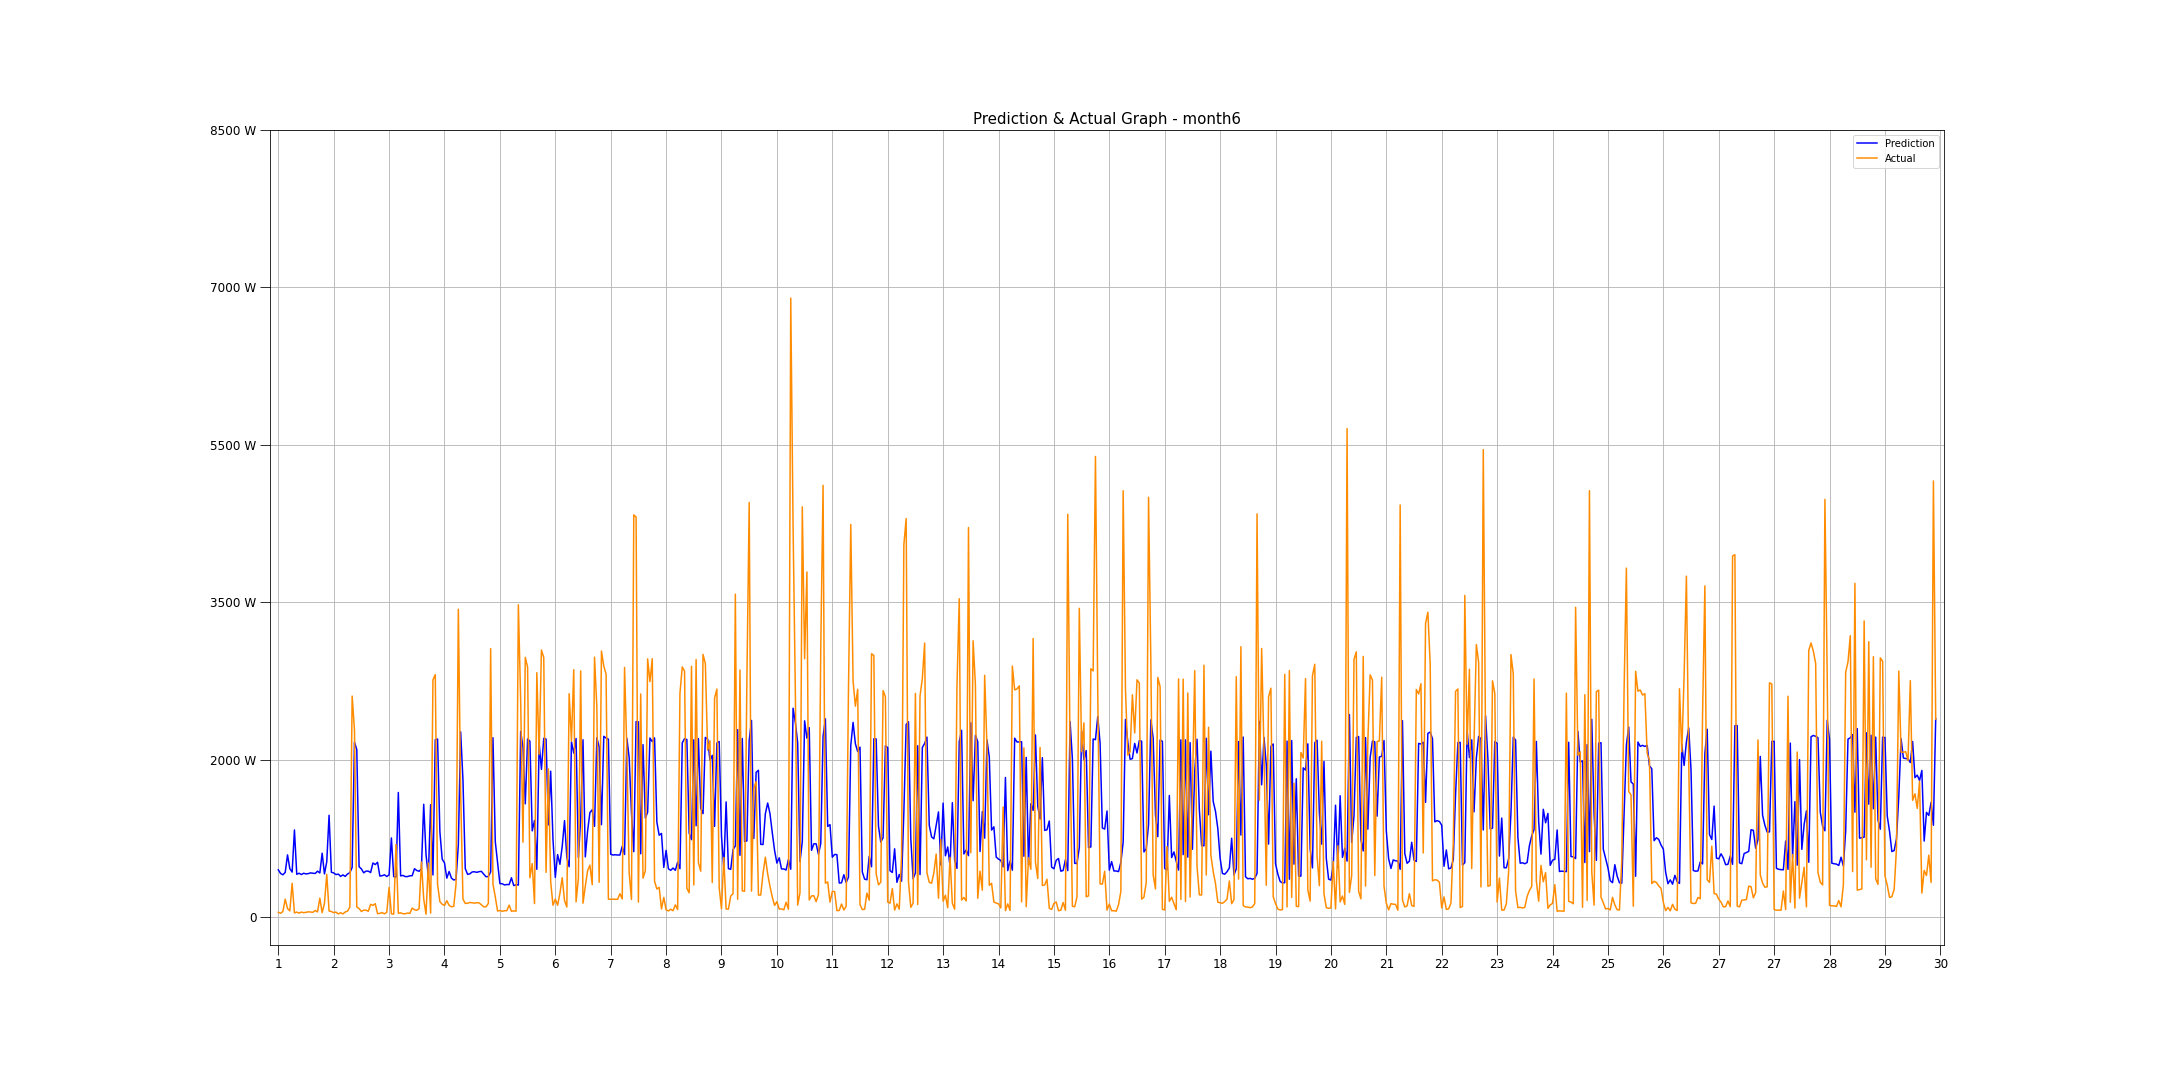 Prediction & Actual Graph - month6
8500 W
7000 W
5500 W
3500 W
2000 W
0
Prediction
Actual
1 2 3 4 5 6 7 8 9 10 11 12 13 14 15 16 17 18 19 20 21 22 23 24 25 26 27 27 28 29 30